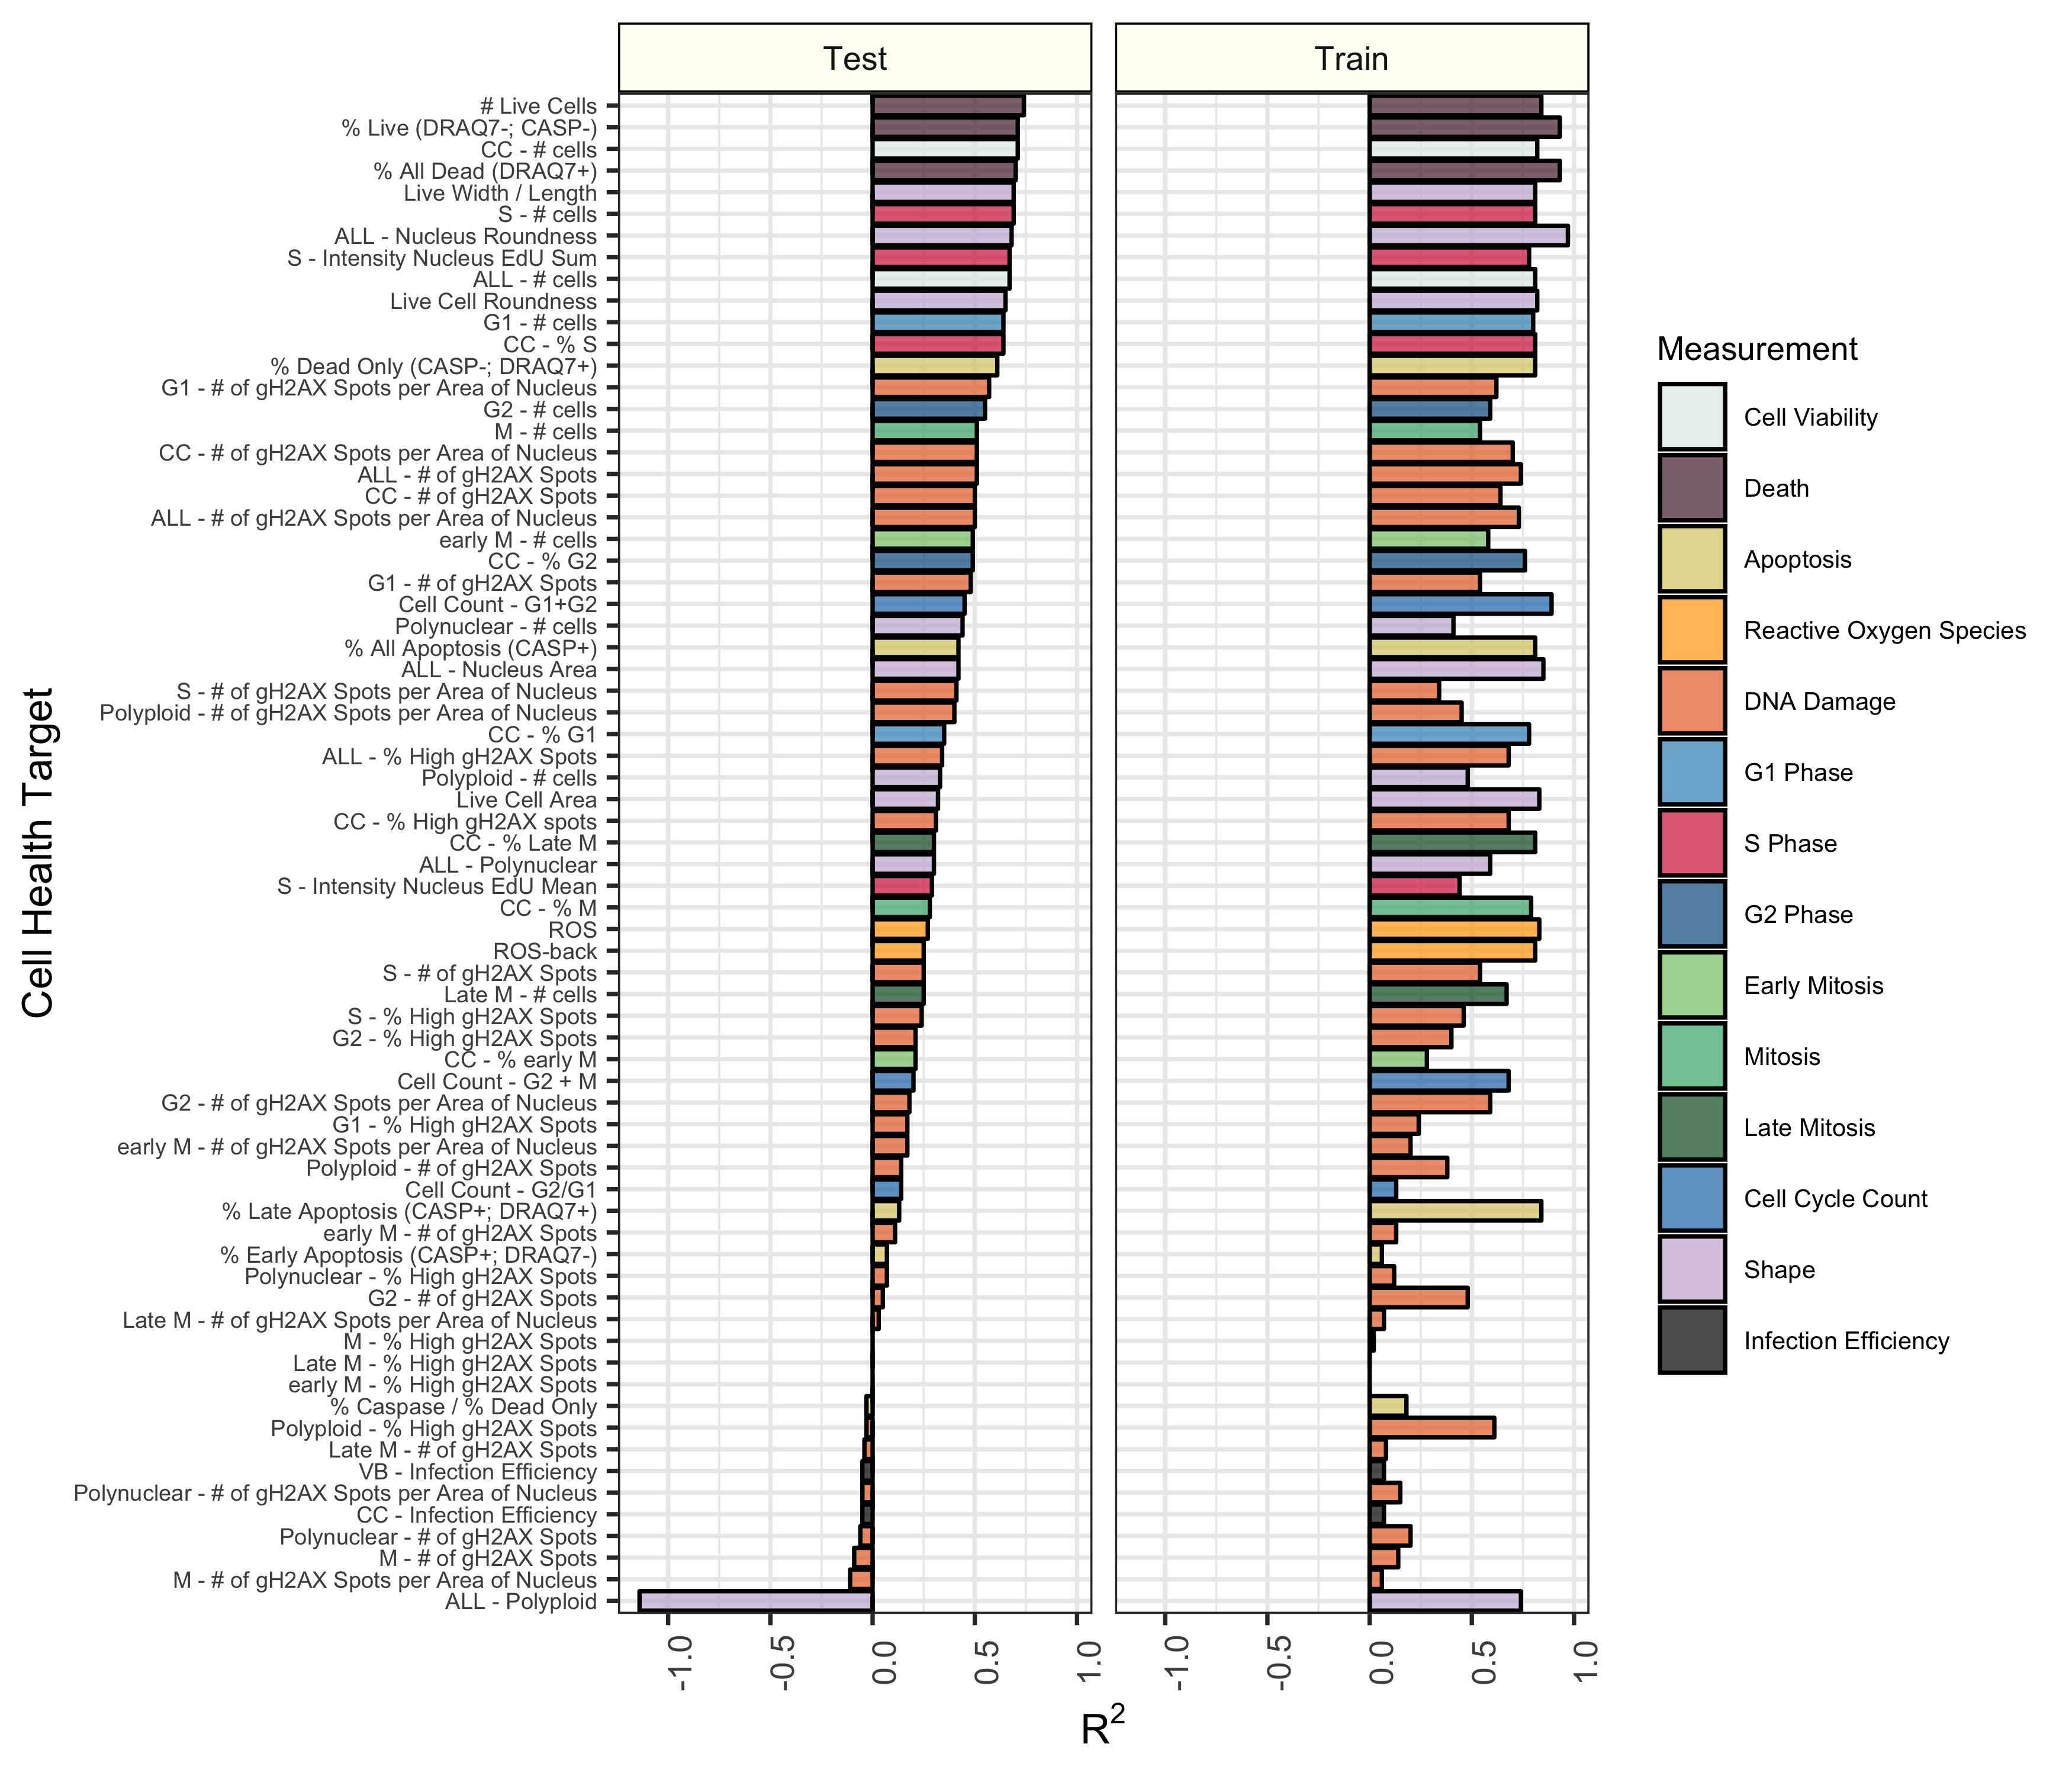 Test
Train
# Live Cells
% Live (DRAQ7-; CASP-)
CC - # cells
% All Dead (DRAQ7+)
Live Width / Length
S - # cells
ALL - Nucleus Roundness
S - Intensity Nucleus EdU Sum
ALL - # cells
Live Cell Roundness
G1 - # cells
CC - % S
% Dead Only (CASP-; DRAQ7+)
G1 - # of gH2AX Spots per Area of Nucleus
G2 - # cells
M - # cells
CC - # of gH2AX Spots per Area of Nucleus
ALL - # of gH2AX Spots
CC - # of gH2AX Spots
ALL - # of gH2AX Spots per Area of Nucleus
early M - # cells
CC - % G2
G1 - # of gH2AX Spots
Cell Count - G1+G2
Polynuclear - # cells
% All Apoptosis (CASP+)
ALL - Nucleus Area
S - # of gH2AX Spots per Area of Nucleus
Polyploid - # of gH2AX Spots per Area of Nucleus
CC - % G1
ALL - % High gH2AX Spots
Polyploid - # cells
Live Cell Area
CC - % High gH2AX spots
CC - % Late M
ALL - Polynuclear
S - Intensity Nucleus EdU Mean
CC - % M
ROS
ROS-back
S - # of gH2AX Spots
Late M - # cells
S - % High gH2AX Spots
G2 - % High gH2AX Spots
CC - % early M
Cell Count - G2 + M
G2 - # of gH2AX Spots per Area of Nucleus
G1 - % High gH2AX Spots
early M - # of gH2AX Spots per Area of Nucleus
Polyploid - # of gH2AX Spots
Cell Count - G2/G1
% Late Apoptosis (CASP+; DRAQ7+)
early M - # of gH2AX Spots
% Early Apoptosis (CASP+; DRAQ7-)
Polynuclear - % High gH2AX Spots
G2 - # of gH2AX Spots
Late M - # of gH2AX Spots per Area of Nucleus
M - % High gH2AX Spots
Late M - % High gH2AX Spots
early M - % High gH2AX Spots
% Caspase / % Dead Only
Polyploid - % High gH2AX Spots
Late M - # of gH2AX Spots
VB - Infection Efficiency
Polynuclear - # of gH2AX Spots per Area of Nucleus
CC - Infection Efficiency
Polynuclear - # of gH2AX Spots
M - # of gH2AX Spots
M - # of gH2AX Spots per Area of Nucleus
ALL - Polyploid
Cell Health Target
-1.0 -0.5 0.0 0.5 1.0
-1.0 -0.5 0.0 0.5 1.0
R²
Measurement
Cell Viability
Death
Apoptosis
Reactive Oxygen Species
DNA Damage
G1 Phase
S Phase
G2 Phase
Early Mitosis
Mitosis
Late Mitosis
Cell Cycle Count
Shape
Infection Efficiency